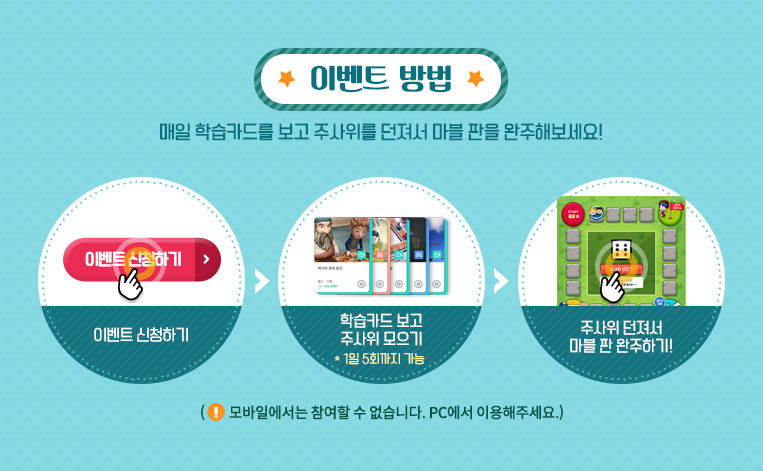 이벤트 방법
매일 학습카드를 보고 주사위를 던져서 마블 판을 완주해보세요!
이벤트 신청하기
이벤트 신청하기
학습카드 보고
주사위 모으기
* 1일 5회까지 가능
START
주사위 던져서
마블 판 완주하기!
( ! 모바일에서는 참여할 수 없습니다. PC에서 이용해주세요.)